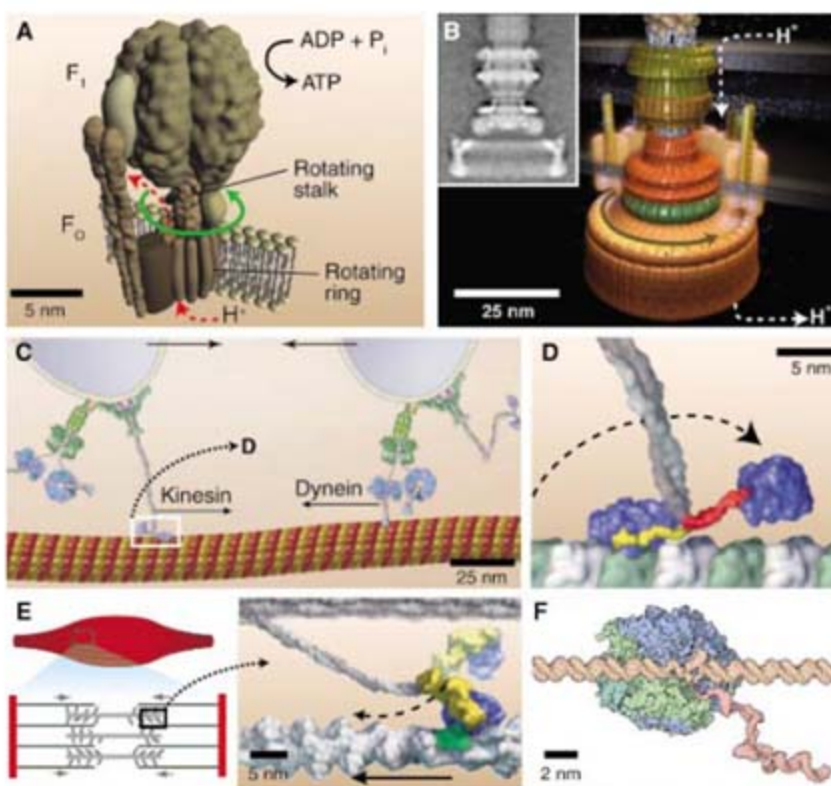 A
F₁
ADP + Pᵢ
ATP
Rotating
stalk
F₀
Rotating
ring
H⁺
5 nm
B
H⁺
25 nm
H⁺
C
D
Kinesin
Dynein
25 nm
D
5 nm
E
5 nm
F
2 nm